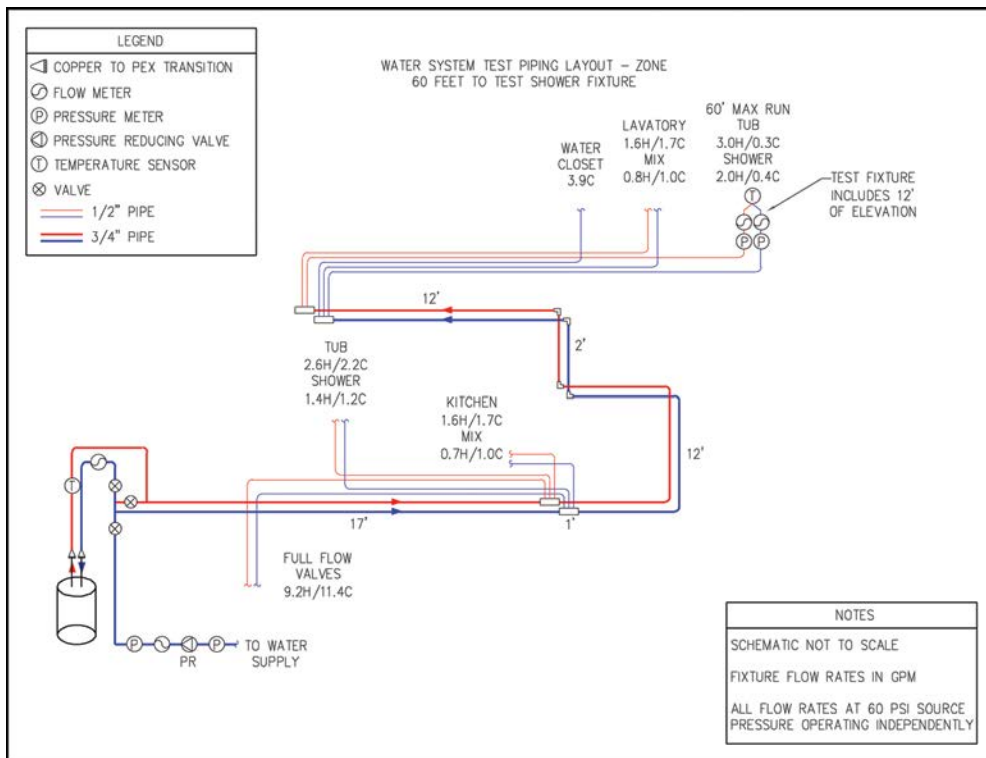 LEGEND
COPPER TO PEX TRANSITION
FLOW METER
P PRESSURE METER
PRESSURE REDUCING VALVE
T TEMPERATURE SENSOR
VALVE
1/2" PIPE
3/4" PIPE
WATER SYSTEM TEST PIPING LAYOUT – ZONE
60 FEET TO TEST SHOWER FIXTURE
WATER
CLOSET
3.9C
LAVATORY
1.6H/1.7C
MIX
0.8H/1.0C
60' MAX RUN
TUB
3.0H/0.3C
SHOWER
2.0H/0.4C
T
P P
TEST FIXTURE
INCLUDES 12'
OF ELEVATION
12'
2'
TUB
2.6H/2.2C
SHOWER
1.4H/1.2C
KITCHEN
1.6H/1.7C
MIX
0.7H/1.0C
12'
T
17'
1'
FULL FLOW
VALVES
9.2H/11.4C
P
P
PR
TO WATER
SUPPLY
NOTES
SCHEMATIC NOT TO SCALE
FIXTURE FLOW RATES IN GPM
ALL FLOW RATES AT 60 PSI SOURCE
PRESSURE OPERATING INDEPENDENTLY